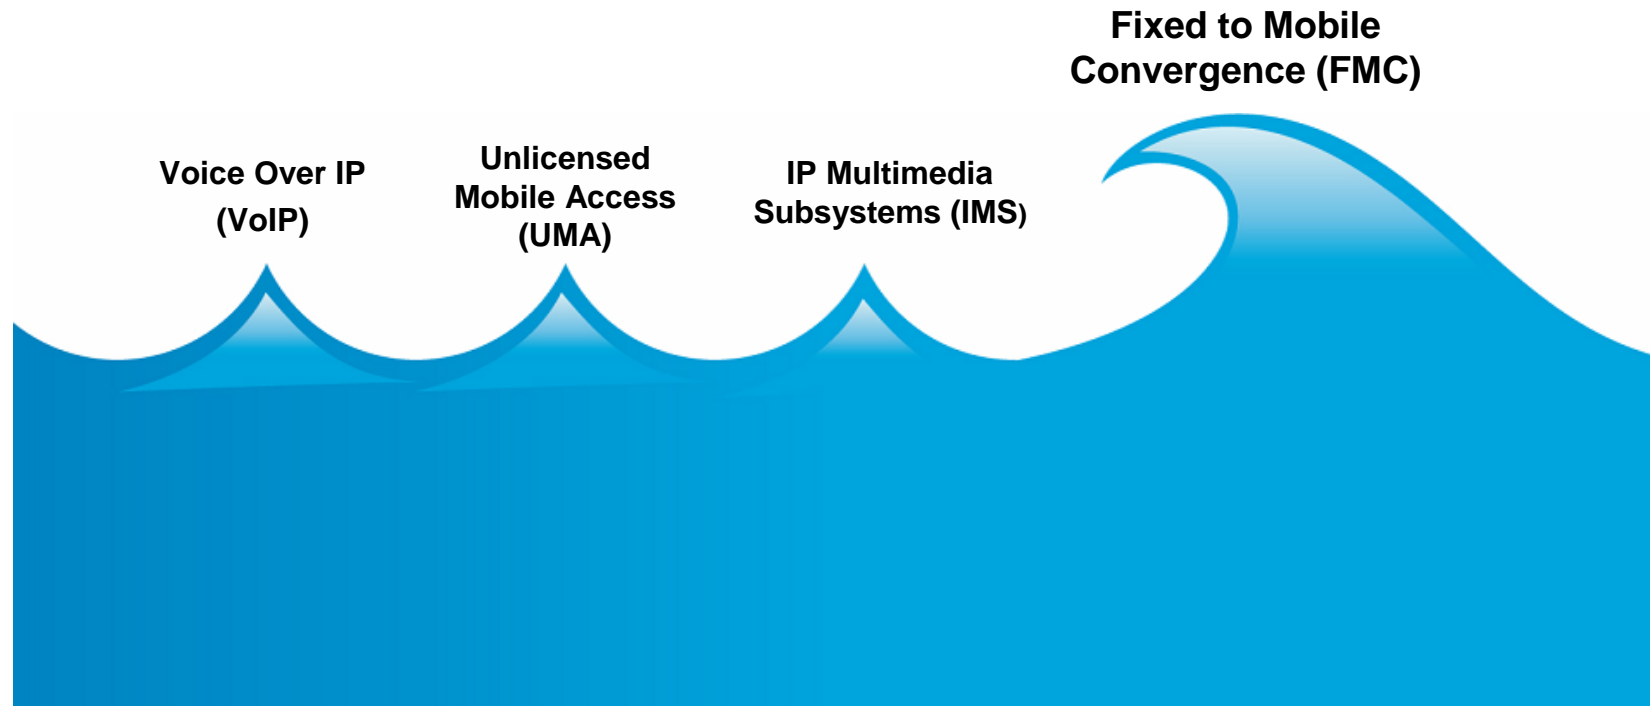 Fixed to Mobile
Convergence (FMC)
Voice Over IP
(VoIP)
Unlicensed
Mobile Access
(UMA)
IP Multimedia
Subsystems (IMS)